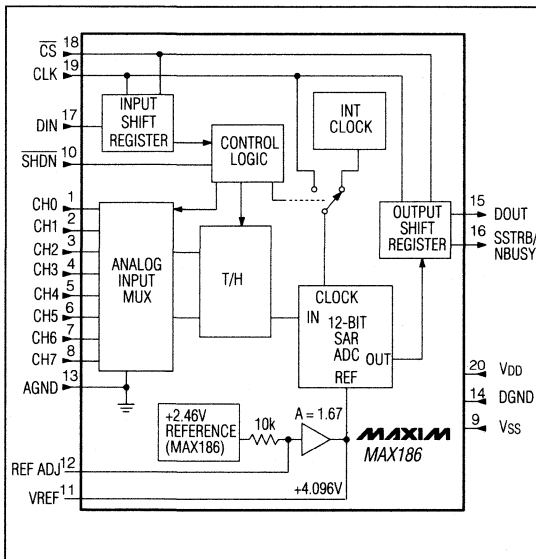 CS 18
CLK 19
DIN 17
SHDN 10
CH0 1
CH1 2
CH2 3
CH3 4
CH4 5
CH5 6
CH6 7
CH7 8
AGND 13
REF ADJ 12
VREF 11
INPUT
SHIFT
REGISTER
CONTROL
LOGIC
INT
CLOCK
ANALOG
INPUT
MUX
T/H
CLOCK
IN
12-BIT
SAR
ADC
OUT
REF
OUTPUT
SHIFT
REGISTER
15 DOUT
16 SSTRB/
NBUSY
20 VDD
14 DGND
9 VSS
+2.46V
REFERENCE
(MAX186)
10k
A = 1.67
+4.096V
MAXIM
MAX186